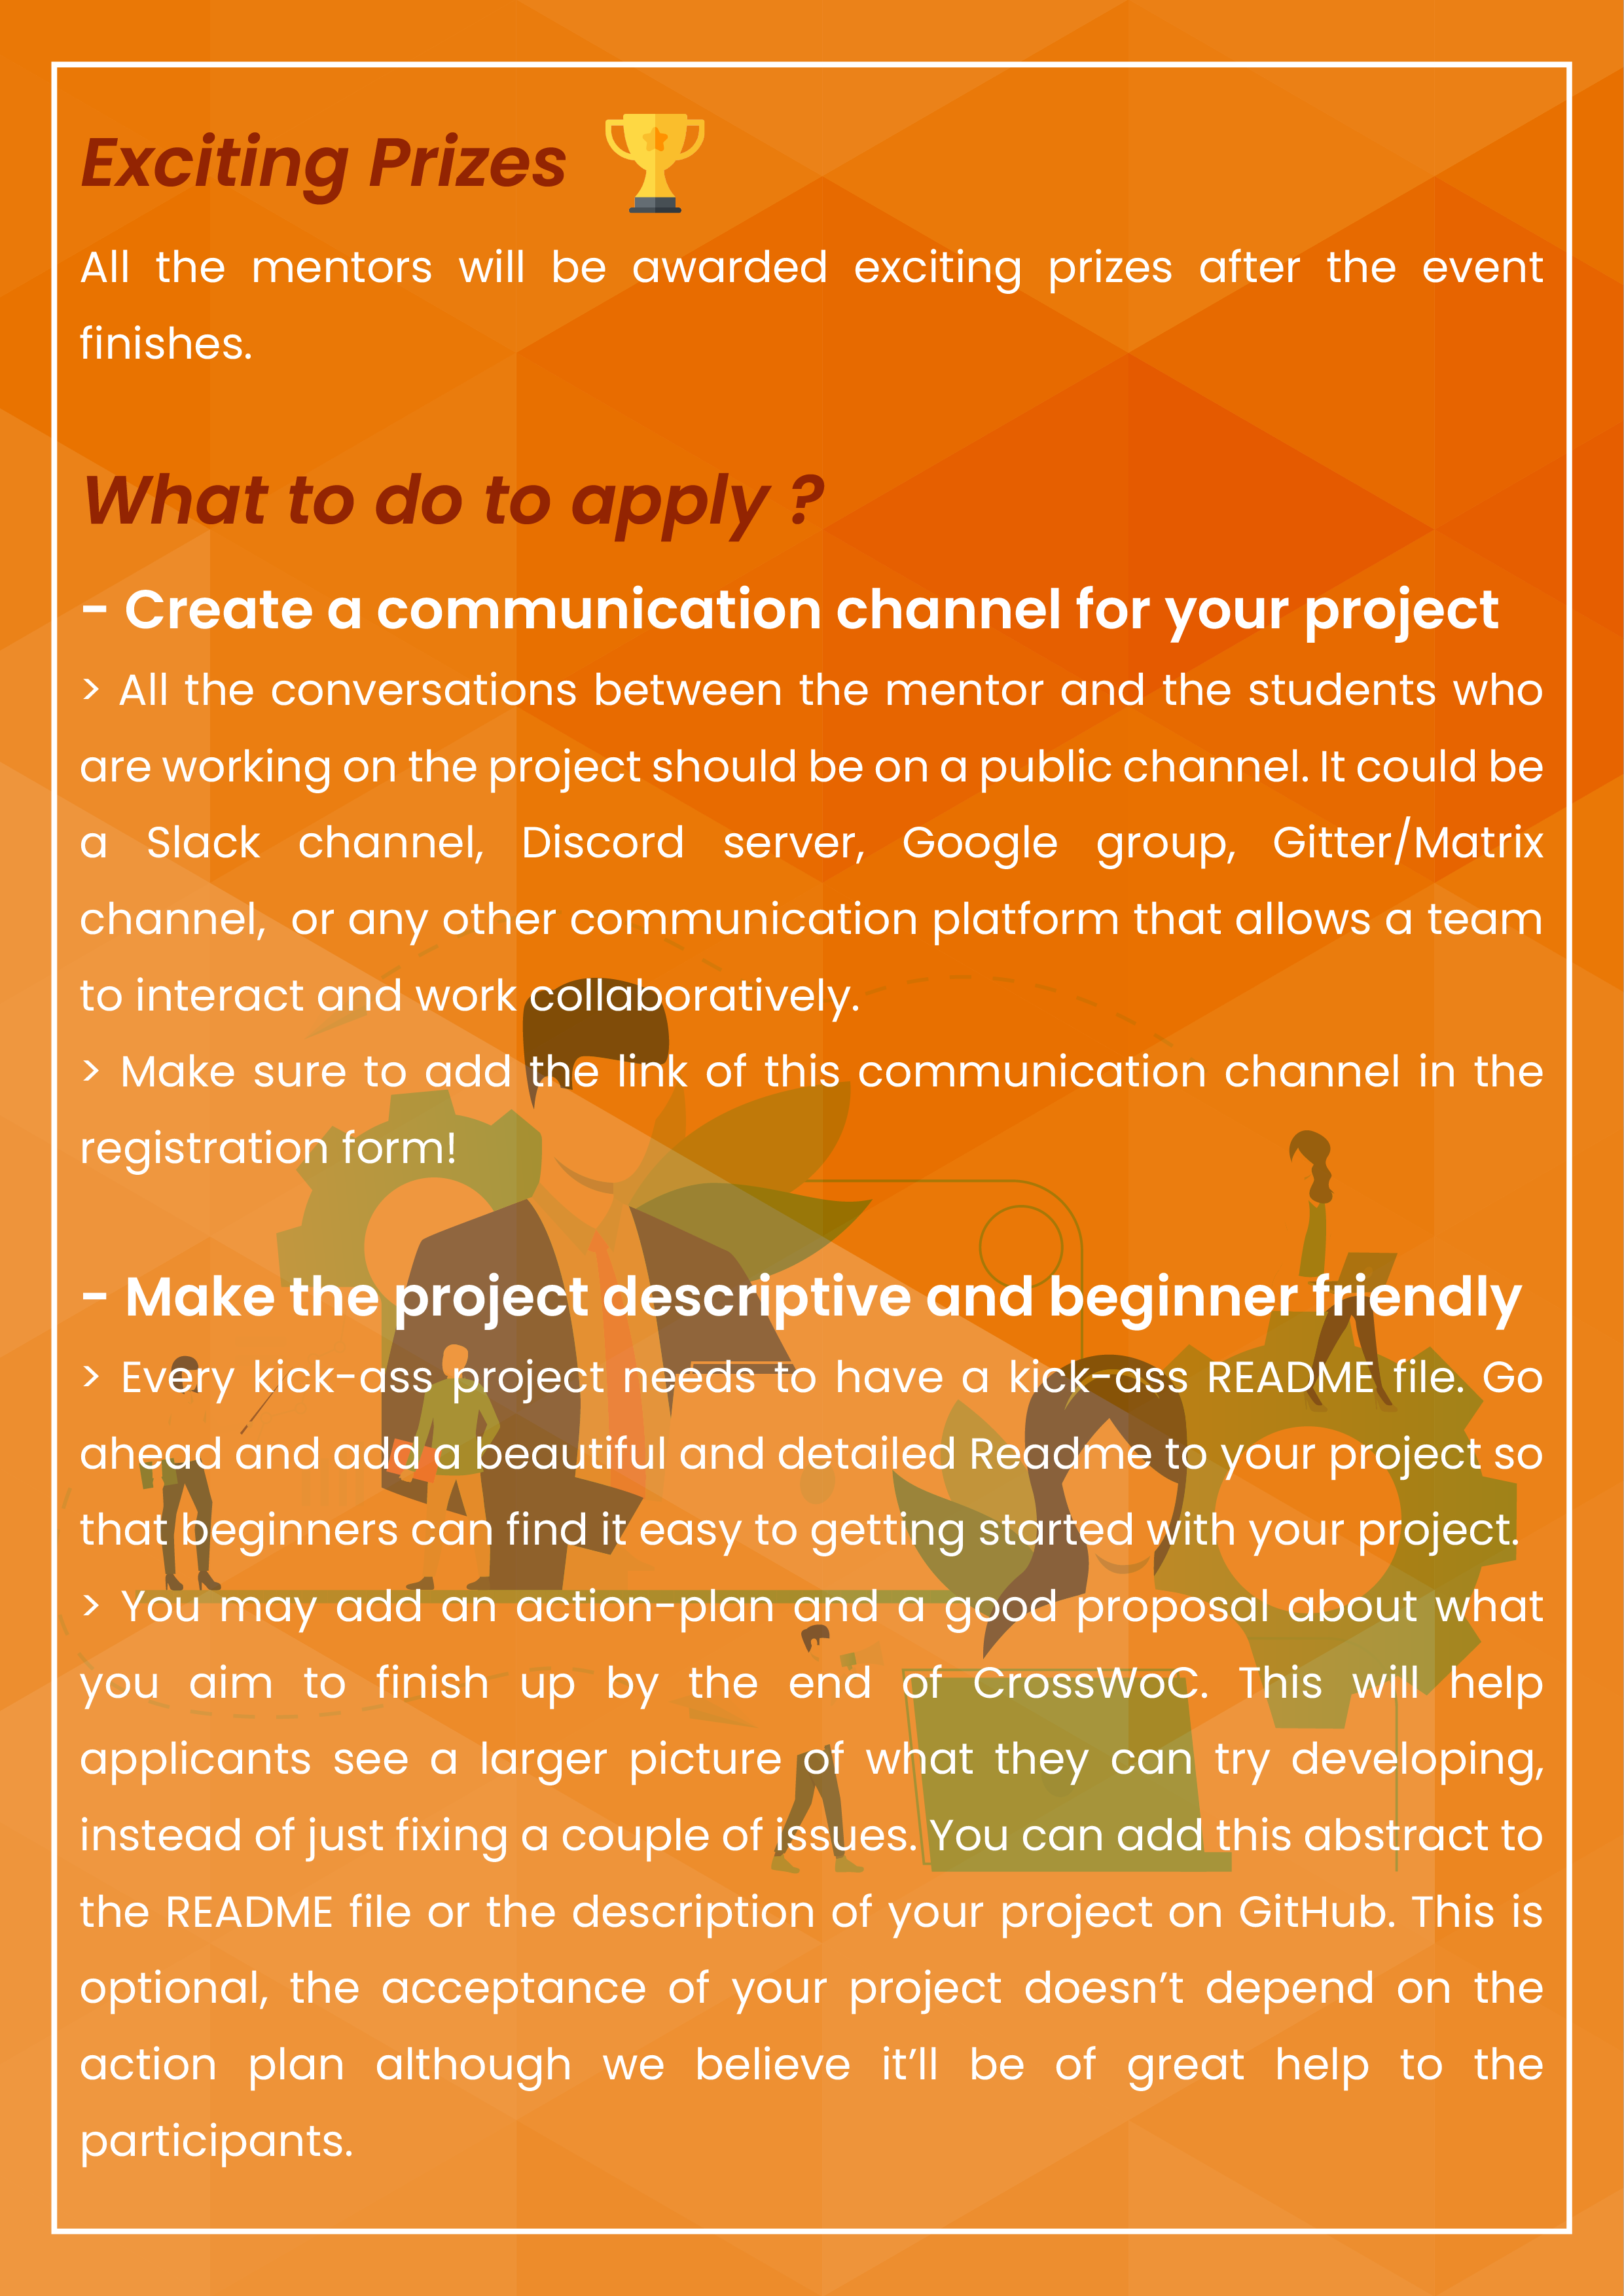 Exciting Prizes
All the mentors will be awarded exciting prizes after the event
finishes.
What to do to apply ?
- Create a communication channel for your project
> All the conversations between the mentor and the students who
are working on the project should be on a public channel. It could be
a Slack channel, Discord server, Google group, Gitter/Matrix
channel, or any other communication platform that allows a team
to interact and work collaboratively.
> Make sure to add the link of this communication channel in the
registration form!
- Make the project descriptive and beginner friendly
> Every kick-ass project needs to have a kick-ass README file. Go
ahead and add a beautiful and detailed Readme to your project so
that beginners can find it easy to getting started with your project.
> You may add an action-plan and a good proposal about what
you aim to finish up by the end of CrossWoC. This will help
applicants see a larger picture of what they can try developing,
instead of just fixing a couple of issues. You can add this abstract to
the README file or the description of your project on GitHub. This is
optional, the acceptance of your project doesn’t depend on the
action plan although we believe it’ll be of great help to the
participants.